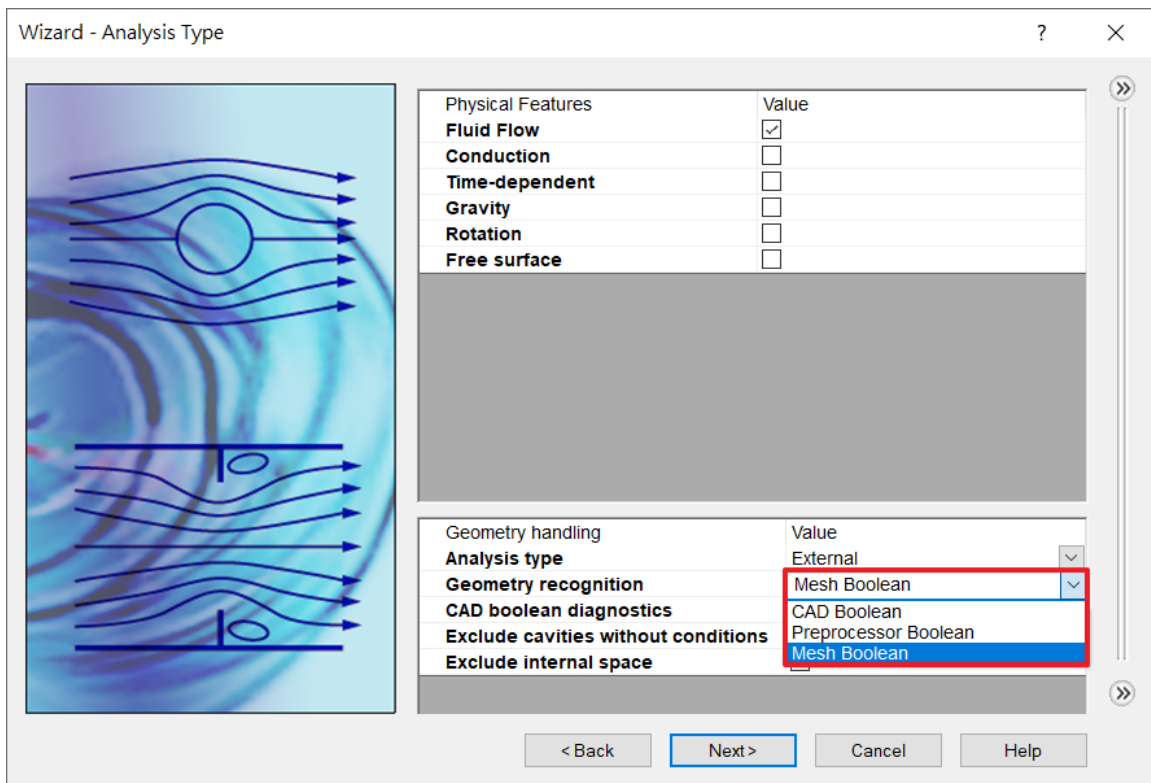 Wizard - Analysis Type
?
Physical Features Value
Fluid Flow
Conduction
Time-dependent
Gravity
Rotation
Free surface
Geometry handling Value
Analysis type External
Geometry recognition Mesh Boolean
CAD boolean diagnostics CAD Boolean
Exclude cavities without conditions Preprocessor Boolean
Exclude internal space Mesh Boolean
< Back Next > Cancel Help